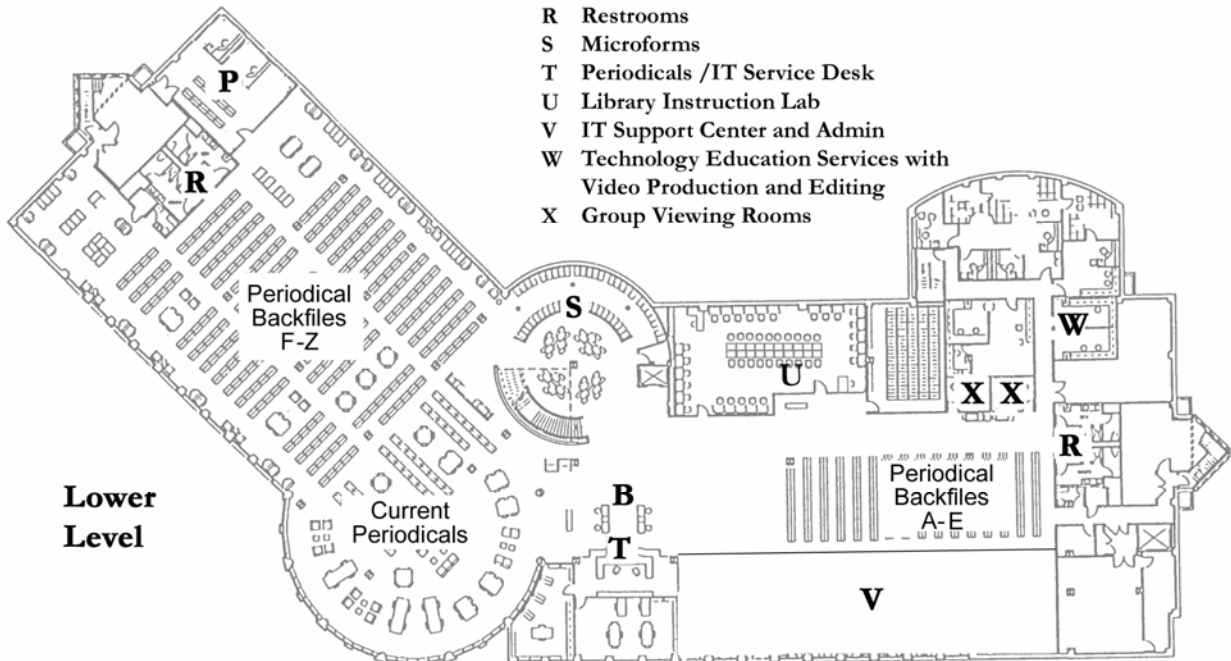 R Restrooms
S Microforms
T Periodicals /IT Service Desk
U Library Instruction Lab
V IT Support Center and Admin
W Technology Education Services with
Video Production and Editing
X Group Viewing Rooms
P
R
Periodical
Backfiles
F-Z
S
U
W
X X
R
Lower
Level
Current
Periodicals
B
T
Periodical
Backfiles
A-E
V